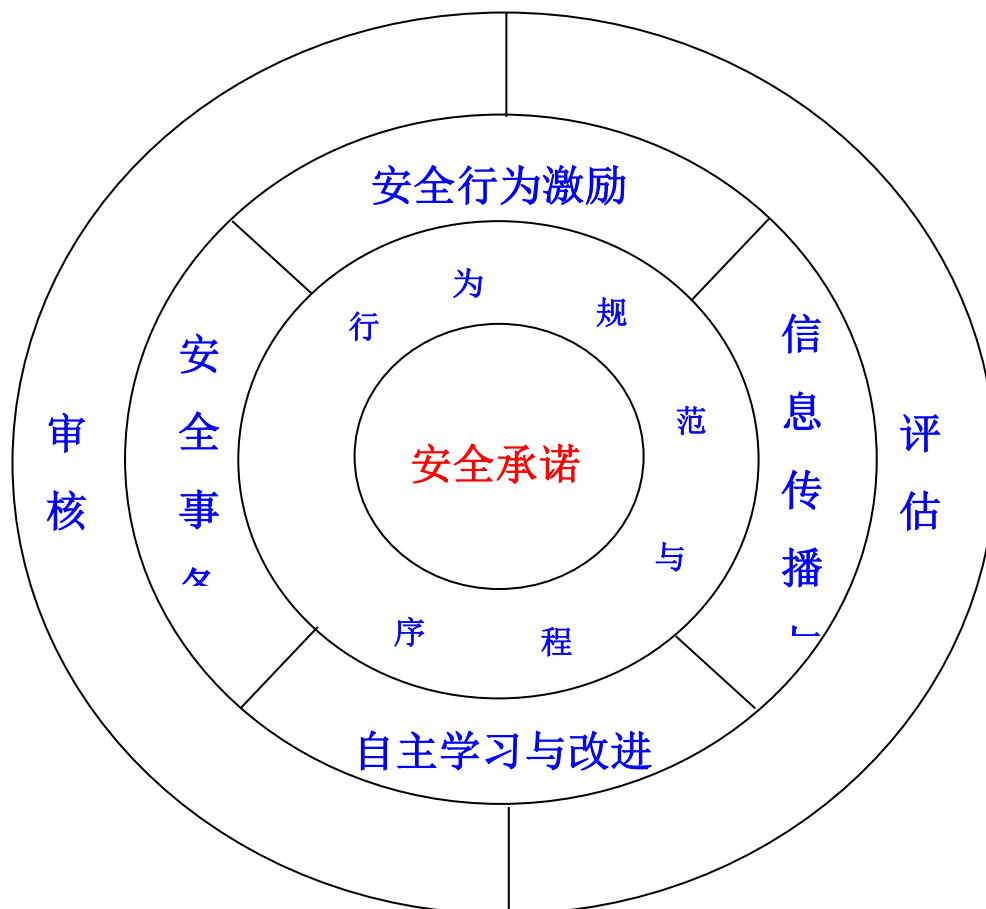 安全行为激励
行为规范与程序
安全承诺
安全事
信息传播
审核
评估
自主学习与改进